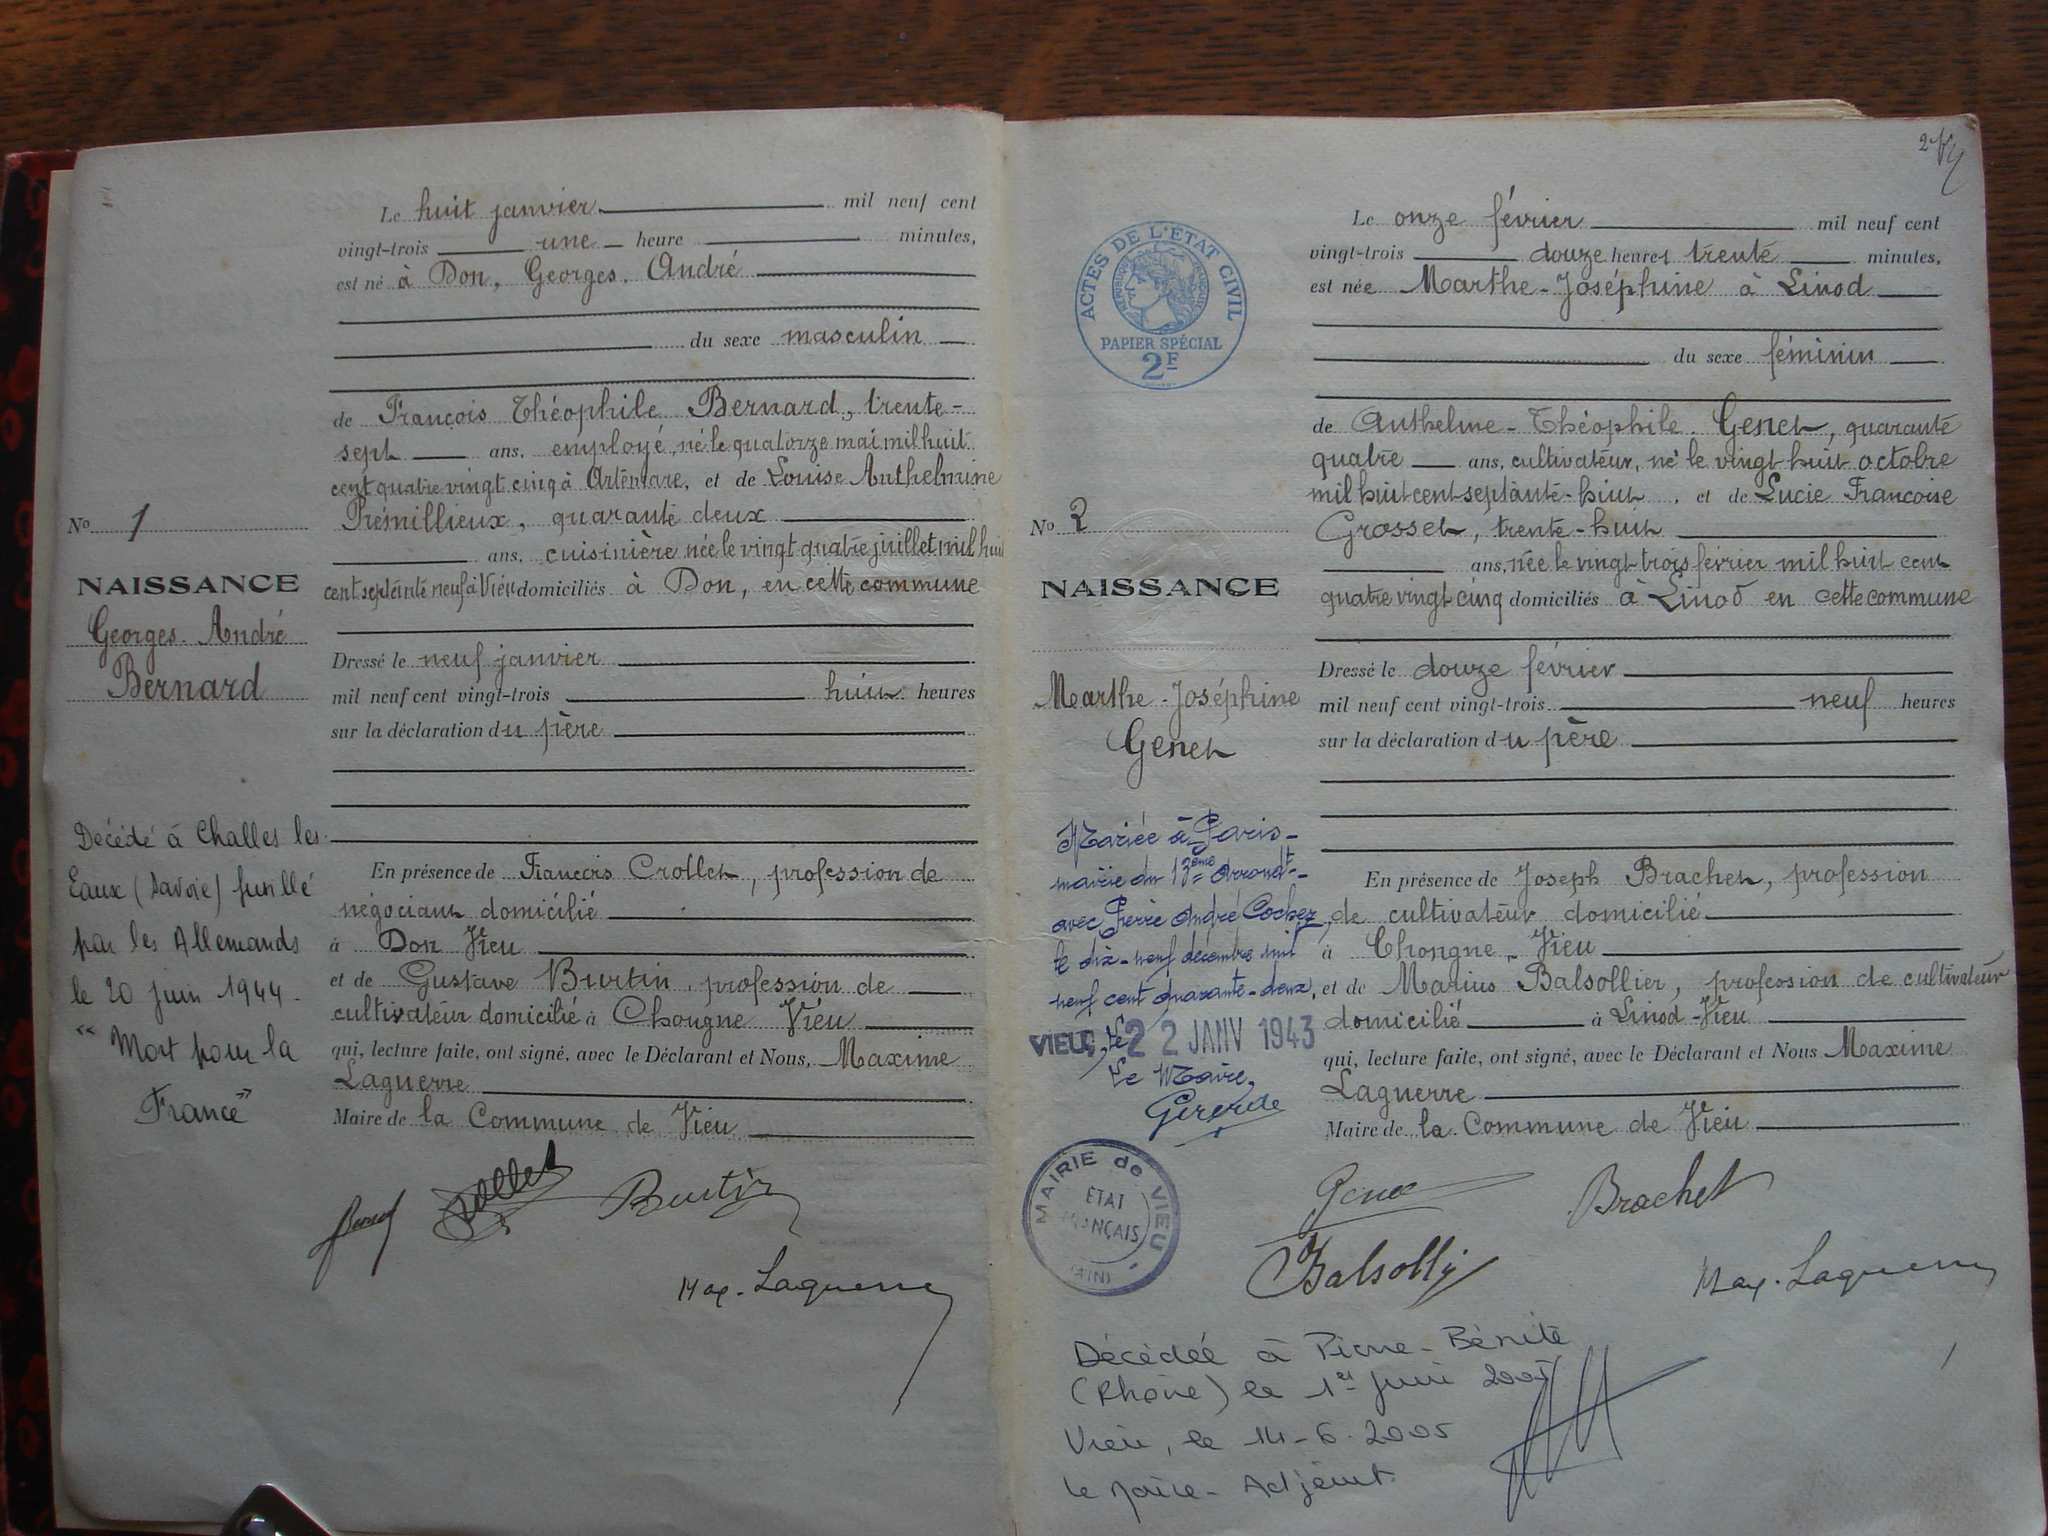 Le huit janvier mil neuf cent
vingt-trois une heure minutes,
est né à Don, Georges. André
du sexe masculin
de François Théophile Bernard, trente-
sept ans, employé, né le quatorze mai mil huit
cent quatre vingt cinq à Artemare, et de Louise Anthelmine
Prémillieux, quarante deux
ans, cuisinière née le vingt quatre juillet mil huit
cent septente neuf à Vieu domiciliés à Don, en cette commune
Dressé le neuf janvier
mil neuf cent vingt-trois huit heures
sur la déclaration du père
En présence de François Crollet, profession de
négociant domicilié
à Don Vieu
et de Gustave Burtin, profession de
cultivateur domicilié à Chongne Vieu
qui, lecture faite, ont signé, avec le Déclarant et Nous, Maxime
Laguerre
Maire de la Commune de Vieu
Burtin
Max. Laguerre
No 1
NAISSANCE
Georges. André
Bernard
Décédé à Challes les
Eaux (Savoie) fusillé
par les Allemands
le 20 juin 1944.
"Mort pour la
France"
2
ACTES DE L'ÉTAT CIVIL
PAPIER SPÉCIAL
2F
Le onze février mil neuf cent
vingt-trois douze heures trente minutes,
est née Marthe-Joséphine à Linod
du sexe féminin
de Anthelme-Théophile Genet, quarante
quatre ans, cultivateur, né le vingt huit octobre
mil huit cent septante-huit, et de Lucie Francoise
Grosset, trente-huit
ans, née le vingt trois février mil huit cent
quatre vingt cinq domiciliés à Linod en cette commune
Dressé le douze février
mil neuf cent vingt-trois neuf heures
sur la déclaration du père
En présence de Joseph Brachet, profession
de cultivateur domicilié
à Chongne-Vieu
et de Marius Balsollier, profession de cultivateur
domicilié à Linod-Vieu
qui, lecture faite, ont signé, avec le Déclarant et Nous Maxime
Laguerre
Maire de la Commune de Vieu
Genet
Brachet
Max. Laguerre
No 2
NAISSANCE
Marthe-Joséphine
Genet
Mariée à Paris-
mairie du 13ème Arrondt-
avec Pierre André Cochez
le dix-neuf décembre mil
neuf cent quarante-deux,
VIEU, le 22 JANV 1943
Le Maire,
MAIRIE de VIEU
ÉTAT
FRANÇAIS
(AIN)
Décédée à Pierre-Bénite
(Rhône) le 1er juin 2005
Vieu, le 14-6-2005
le Maire-Adjoint